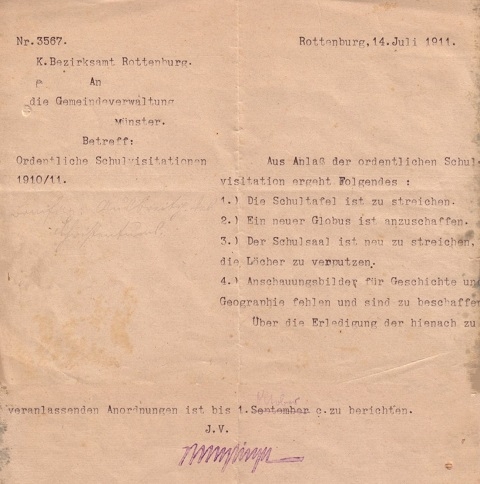 Nr.3567.
Rottenburg, 14.Juli 1911.
K.Bezirksamt Rottenburg.
An
die Gemeindeverwaltung
Münster.
Betreff:
Ordentliche Schulvisitationen
1910/11.
Aus Anlaß der ordentlichen Schul-
visitation ergeht Folgendes :
1.) Die Schultafel ist zu streichen.
2.) Ein neuer Globus ist anzuschaffen.
3.) Der Schulsaal ist neu zu streichen,
die Löcher zu verputzen.
4.) Anschauungsbilder für Geschichte und
Geographie fehlen und sind zu beschaffen
Über die Erledigung der hienach zu
veranlassenden Anordnungen ist bis 1.September c.zu berichten.
J.V.